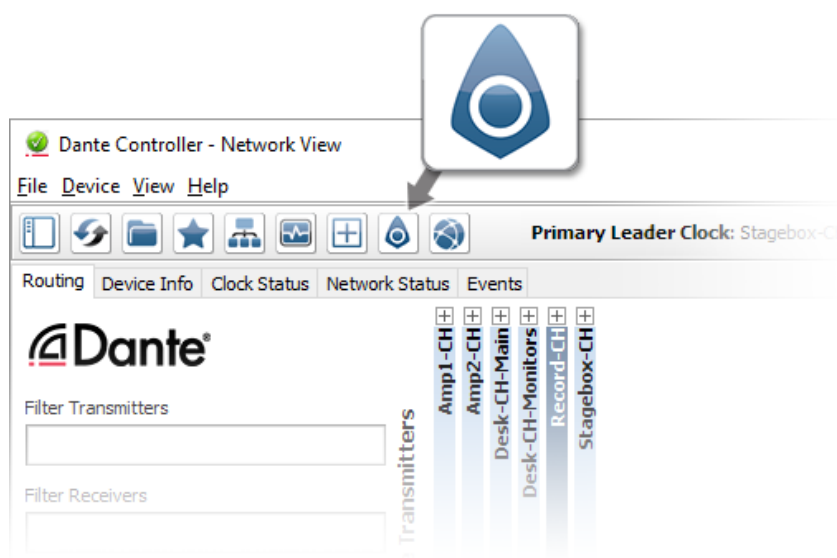 Dante Controller - Network View
File Device View Help
Primary Leader Clock: Stagebox-C
Routing Device Info Clock Status Network Status Events
Dante®
Filter Transmitters
Filter Receivers
Transmitters
Amp1-CH
Amp2-CH
Desk-CH-Main
Desk-CH-Monitors
Record-CH
Stagebox-CH